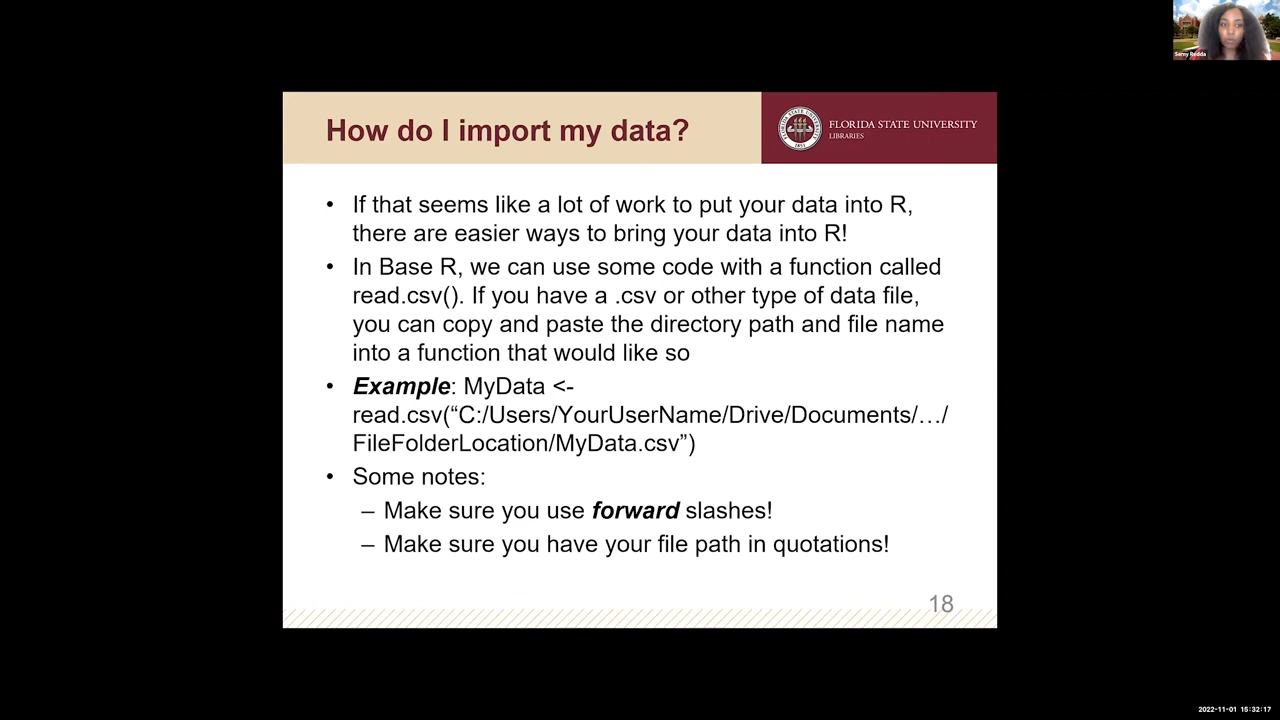 Samy Redda
How do I import my data?
FLORIDA STATE UNIVERSITY
LIBRARIES
• If that seems like a lot of work to put your data into R,
there are easier ways to bring your data into R!
• In Base R, we can use some code with a function called
read.csv(). If you have a .csv or other type of data file,
you can copy and paste the directory path and file name
into a function that would like so
• Example: MyData <-
read.csv(“C:/Users/YourUserName/Drive/Documents/…/
FileFolderLocation/MyData.csv”)
• Some notes:
– Make sure you use forward slashes!
– Make sure you have your file path in quotations!
18
2022-11-01 15:32:17